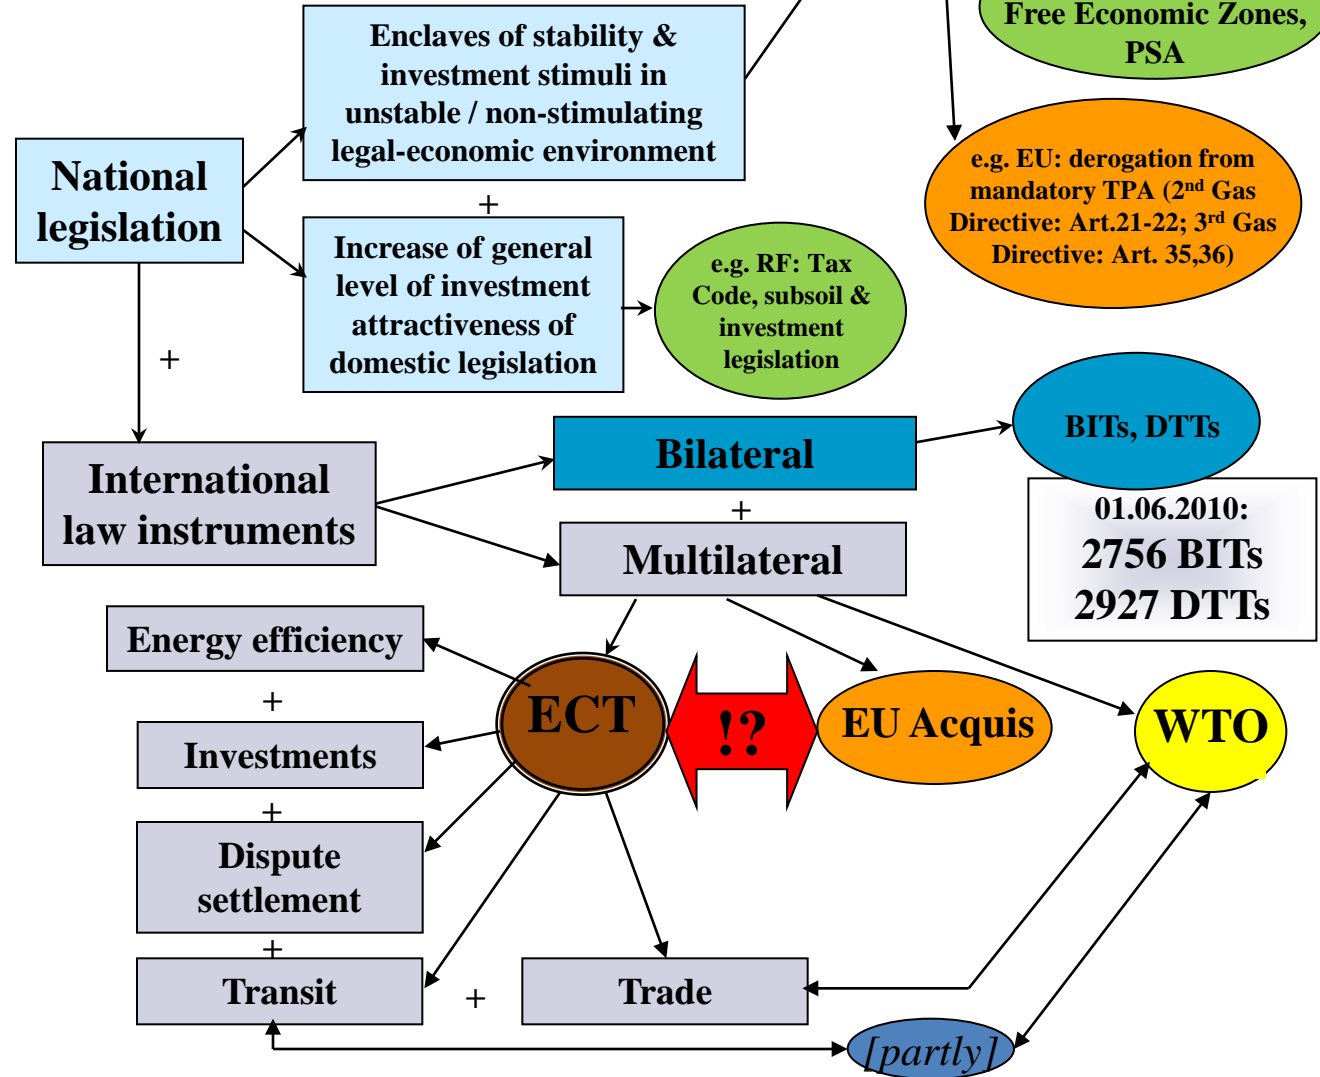 Free Economic Zones,
PSA
Enclaves of stability &
investment stimuli in
unstable / non-stimulating
legal-economic environment
National
legislation
e.g. EU: derogation from
mandatory TPA (2nd Gas
Directive: Art.21-22; 3rd Gas
Directive: Art. 35,36)
+
Increase of general
level of investment
attractiveness of
domestic legislation
e.g. RF: Tax
Code, subsoil &
investment
legislation
+
International
law instruments
Bilateral
BITs, DTTs
+
01.06.2010:
2756 BITs
2927 DTTs
Multilateral
Energy efficiency
+
ECT
!?
EU Acquis
WTO
Investments
+
Dispute
settlement
+
Transit
+
Trade
[partly]